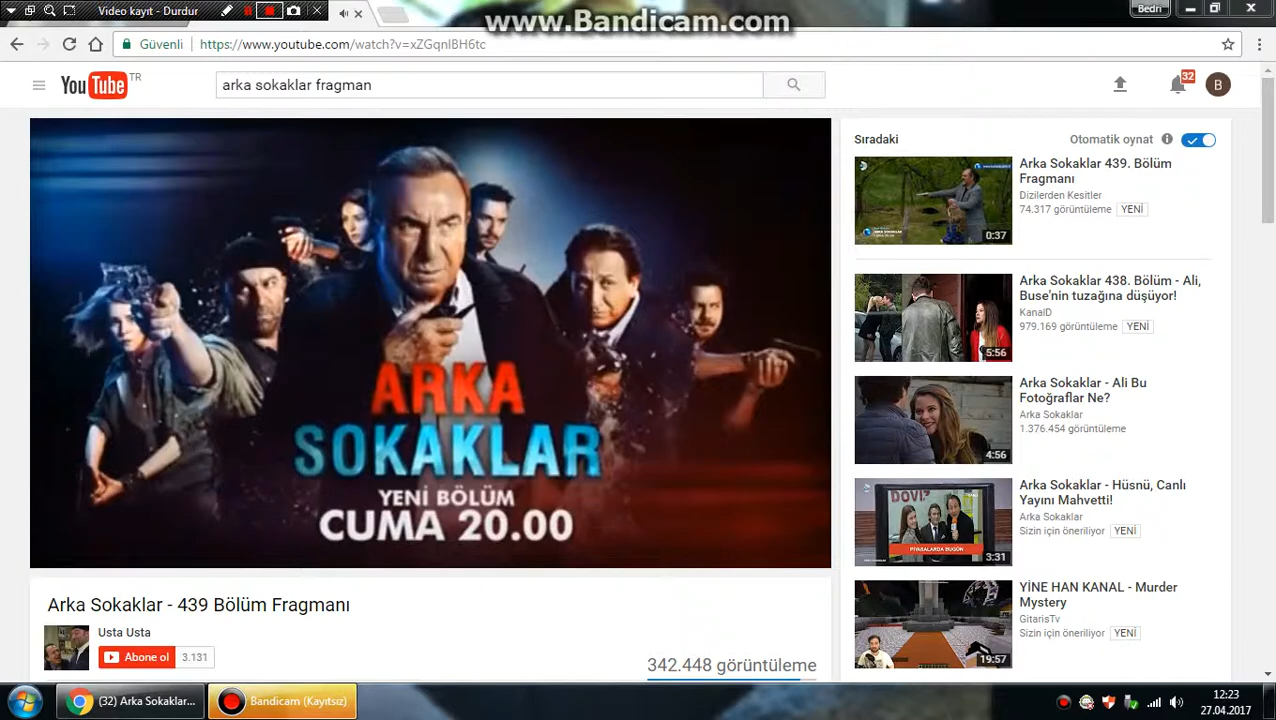 Video kayıt - Durdur
www.Bandicam.com
Bedri
Güvenli
https://www.youtube.com/watch?v=xZGqnIBH6tc
YouTube TR
arka sokaklar fragman
32
B
ARKA
SOKAKLAR
YENİ BÖLÜM
CUMA 20.00
Arka Sokaklar - 439 Bölüm Fragmanı
Usta Usta
Abone ol
3.131
342.448 görüntüleme
Sıradaki
Otomatik oynat
Arka Sokaklar 439. Bölüm
Fragmanı
Dizilerden Kesitler
74.317 görüntüleme YENİ
0:37
Arka Sokaklar 438. Bölüm - Ali,
Buse'nin tuzağına düşüyor!
KanalD
979.169 görüntüleme YENİ
5:56
Arka Sokaklar - Ali Bu
Fotoğraflar Ne?
Arka Sokaklar
1.376.454 görüntüleme
4:56
Arka Sokaklar - Hüsnü, Canlı
Yayını Mahvetti!
Arka Sokaklar
Sizin için öneriliyor YENİ
DÖVİZ
PİYASALARDA BUGÜN
3:31
YİNE HAN KANAL - Murder
Mystery
GitarisTv
Sizin için öneriliyor YENİ
19:57
(32) Arka Sokaklar...
Bandicam (Kayıtsız)
12:23
27.04.2017